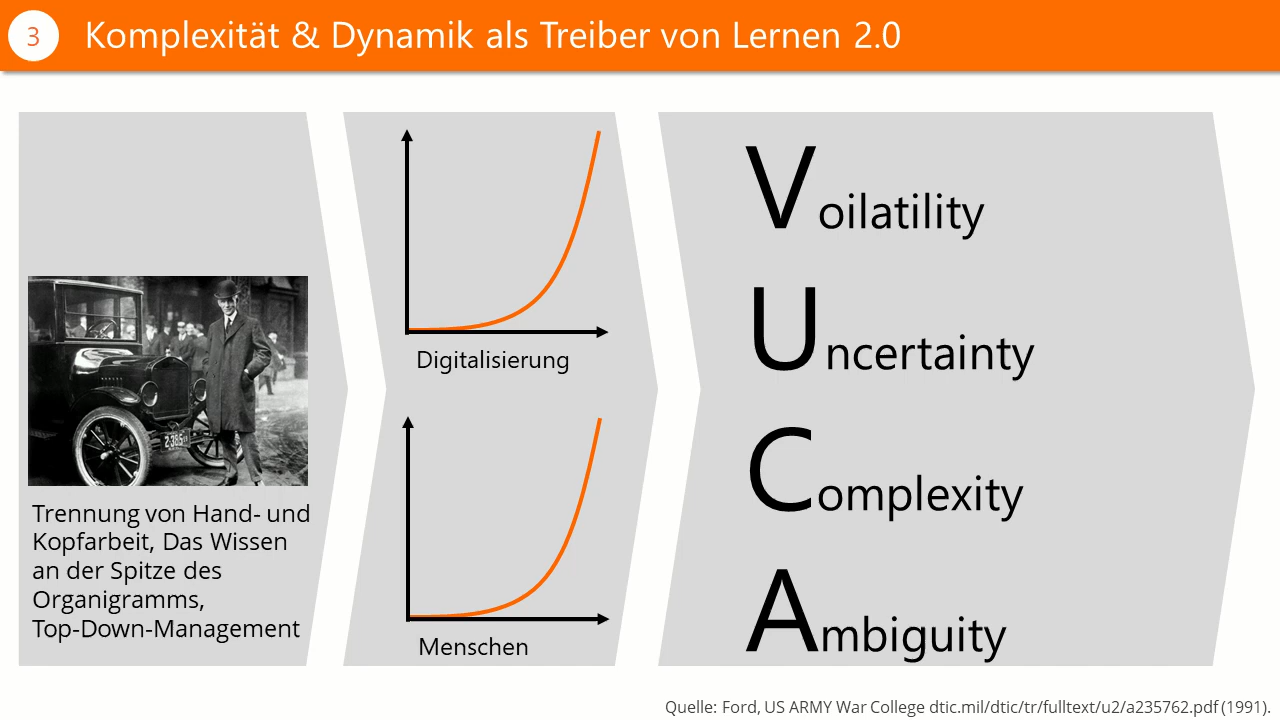 3
Komplexität & Dynamik als Treiber von Lernen 2.0
Trennung von Hand- und
Kopfarbeit, Das Wissen
an der Spitze des
Organigramms,
Top-Down-Management
Digitalisierung
Menschen
Voilatility
Uncertainty
Complexity
Ambiguity
Quelle: Ford, US ARMY War College dtic.mil/dtic/tr/fulltext/u2/a235762.pdf (1991).